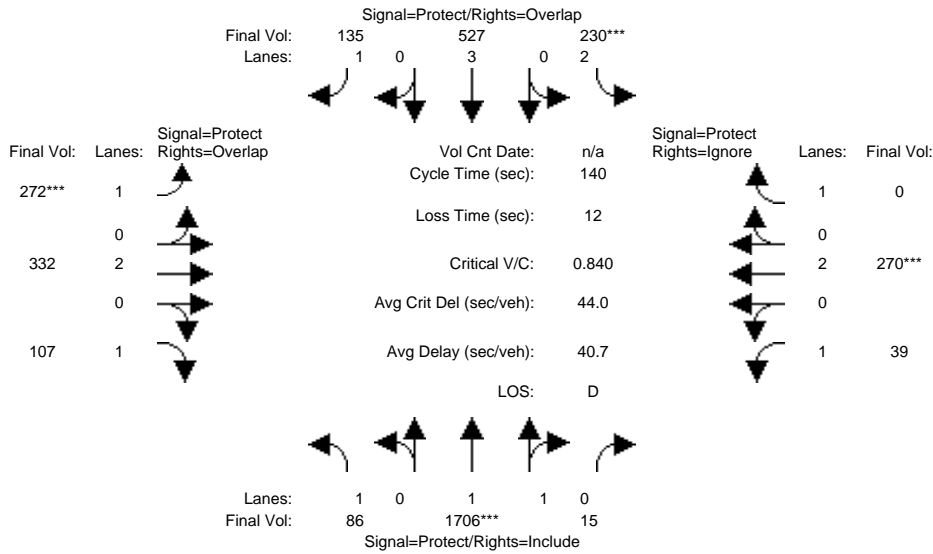 Signal=Protect/Rights=Overlap
Final Vol: 135 527 230***
Lanes: 1 0 3 0 2
Signal=Protect Signal=Protect
Final Vol: Lanes: Rights=Overlap Vol Cnt Date: n/a Rights=Ignore Lanes: Final Vol:
Cycle Time (sec): 140
272*** 1 1 0
Loss Time (sec): 12
0 0
332 2 Critical V/C: 0.840 2 270***
0 Avg Crit Del (sec/veh): 44.0 0
107 1 Avg Delay (sec/veh): 40.7 1 39
LOS: D
Lanes: 1 0 1 1 0
Final Vol: 86 1706*** 15
Signal=Protect/Rights=Include